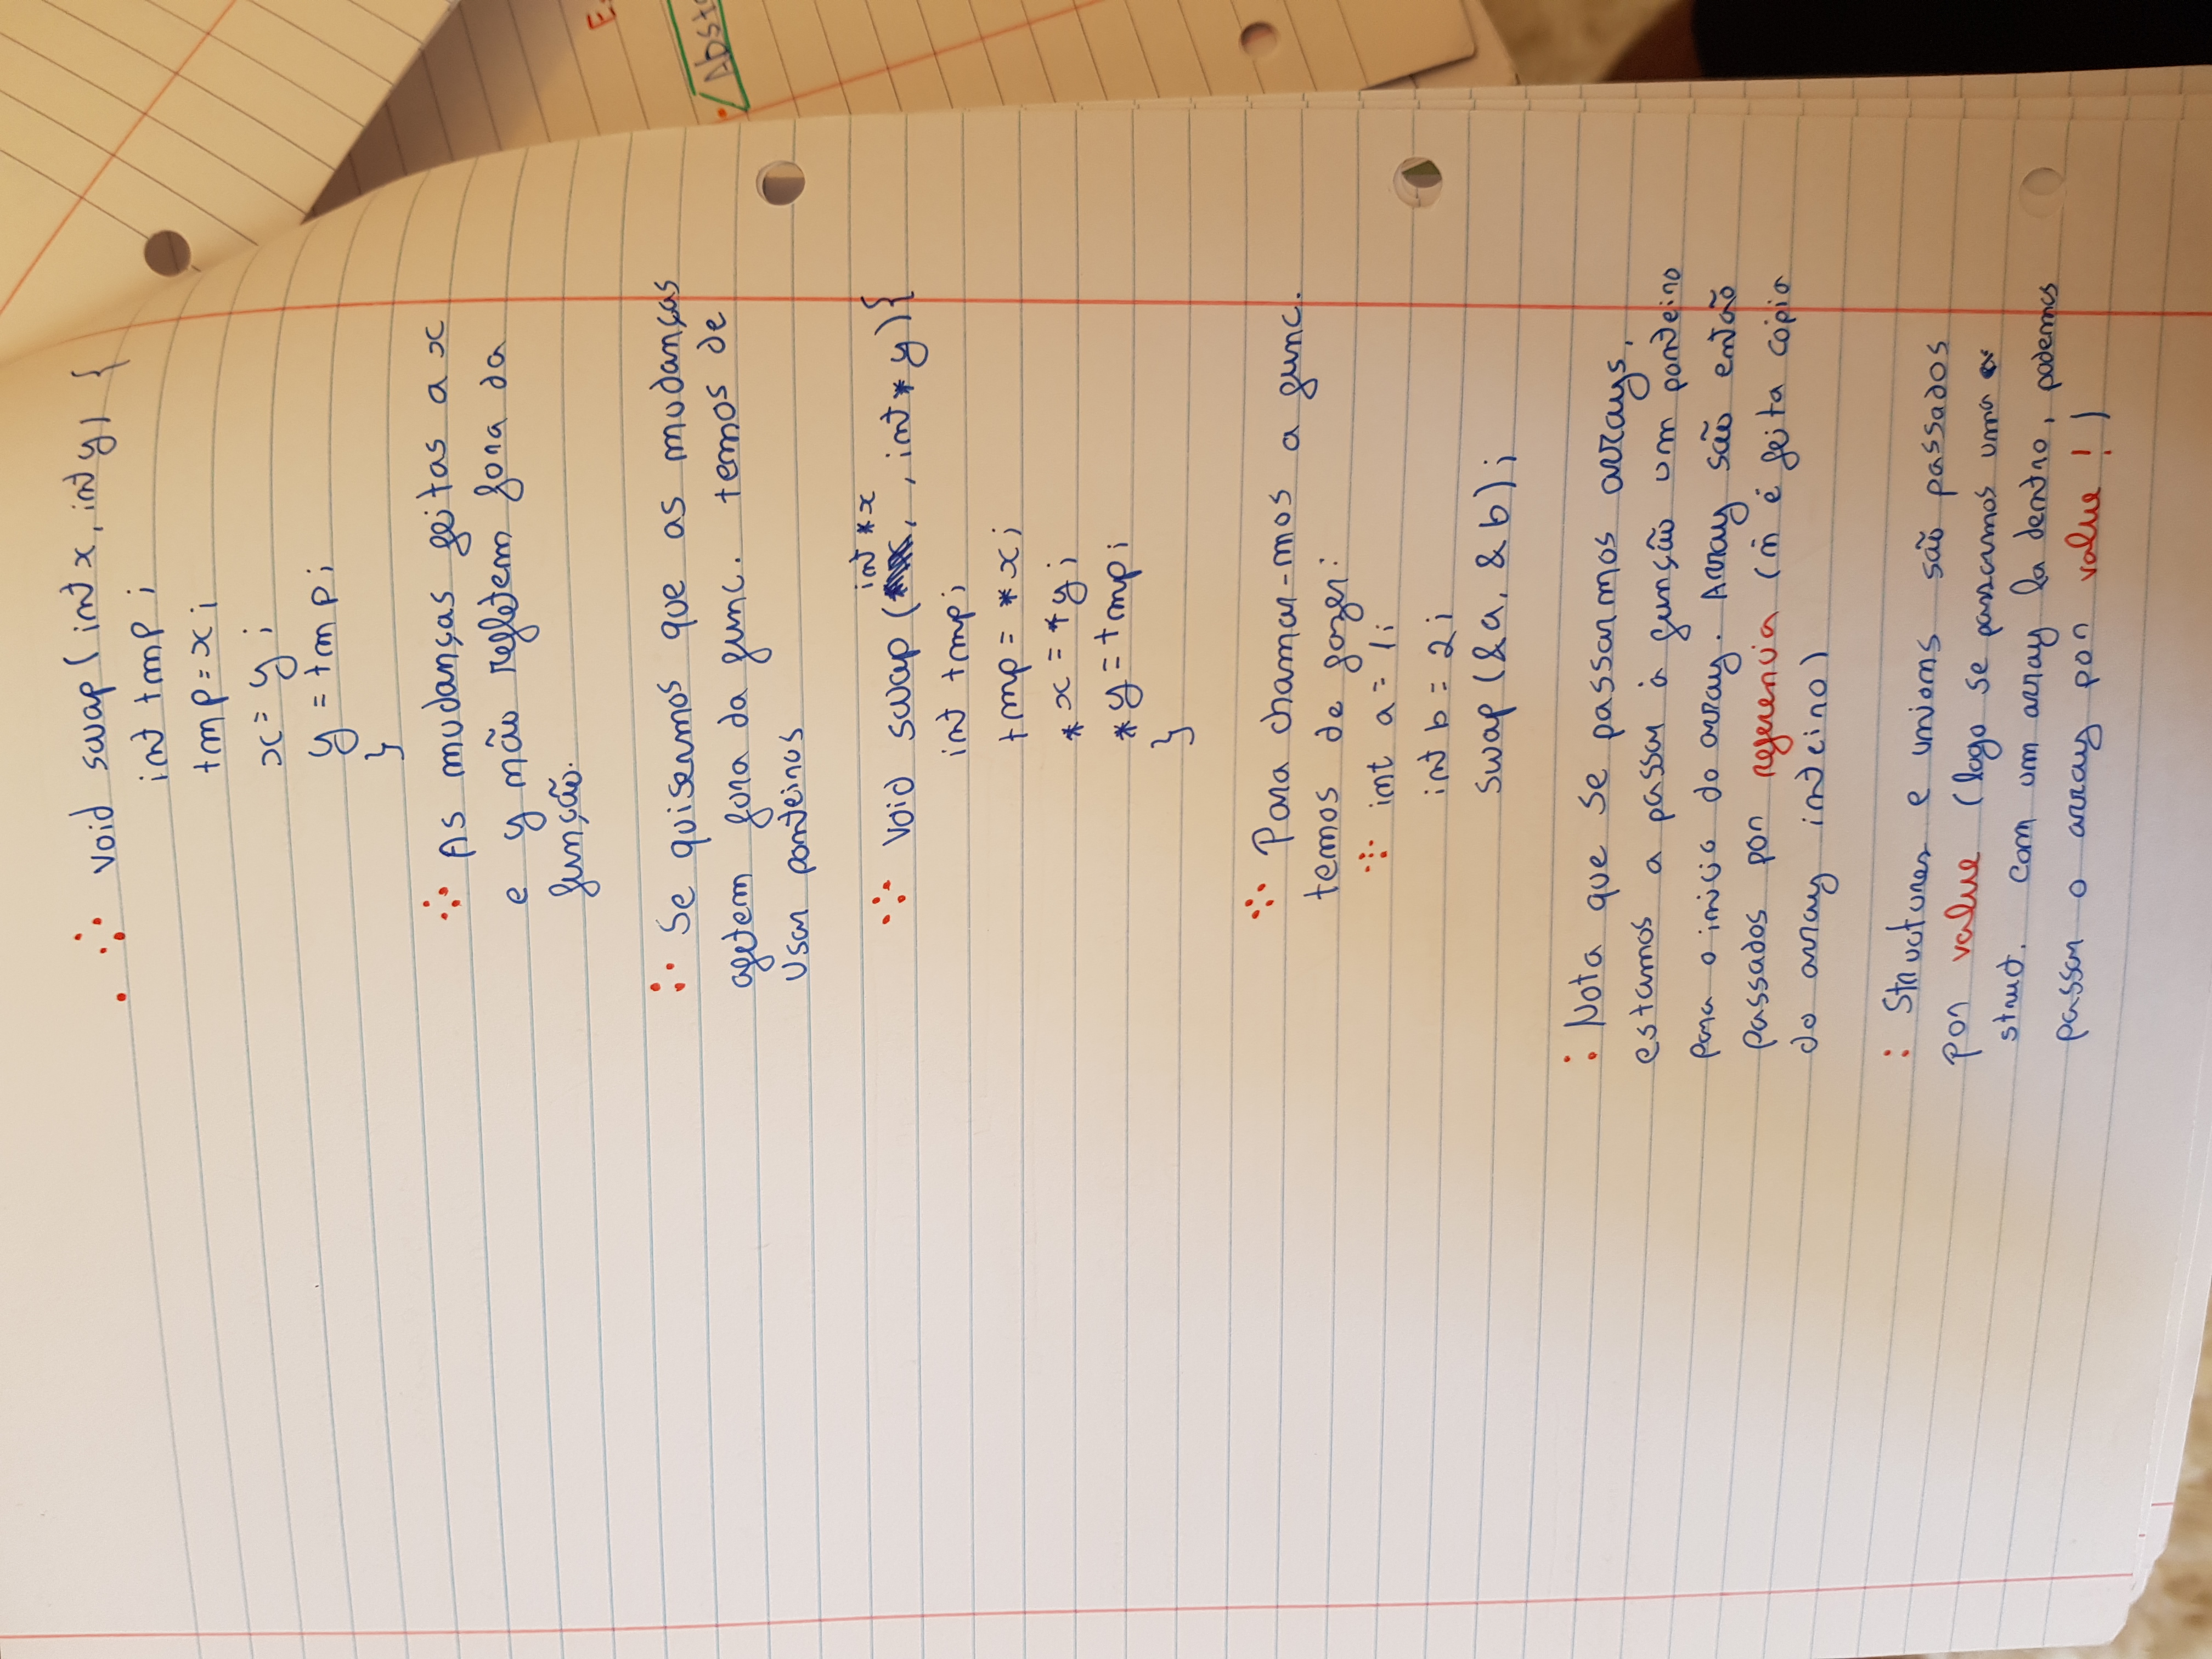 void swap(int x, int y) {
int tmp;
tmp=x;
x=y;
y=tmp;
}
As mudanças feitas a x
e y não refletem fora da
função.
Se quisermos que as mudanças
afetem fora da func. temos de
usar ponteiros
int *x
void swap ( , , int* y){
int tmp;
tmp = *x;
*x = *y;
*y = tmp;
}
Para chamar-mos a func.
temos de fazer:
int a = 1;
int b = 2;
swap (&a, &b);
: Nota que se passarmos arrays,
estamos a passar à função um ponteiro
para o inicio do array. Array são então
passados por referencia (ñ é feita cópia
do array inteiro)
: Structures e unions são passados
por value (logo se passarmos uma
struct. com um array la dentro, podemos
passar o array por value!)
E.
Abst